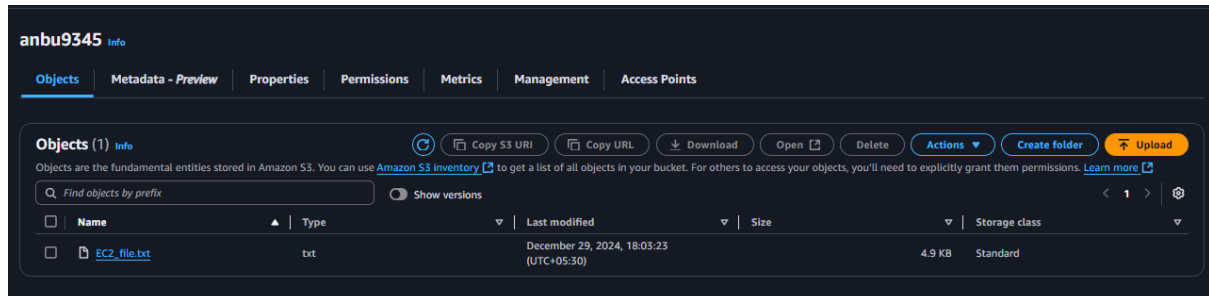 anbu9345 Info
Objects Metadata - Preview Properties Permissions Metrics Management Access Points
Objects (1) Info Copy S3 URI Copy URL Download Open Delete Actions Create folder Upload
Objects are the fundamental entities stored in Amazon S3. You can use Amazon S3 inventory to get a list of all objects in your bucket. For others to access your objects, you'll need to explicitly grant them permissions. Learn more
Find objects by prefix Show versions 1
Name Type Last modified Size Storage class
EC2_file.txt txt December 29, 2024, 18:03:23 4.9 KB Standard
(UTC+05:30)